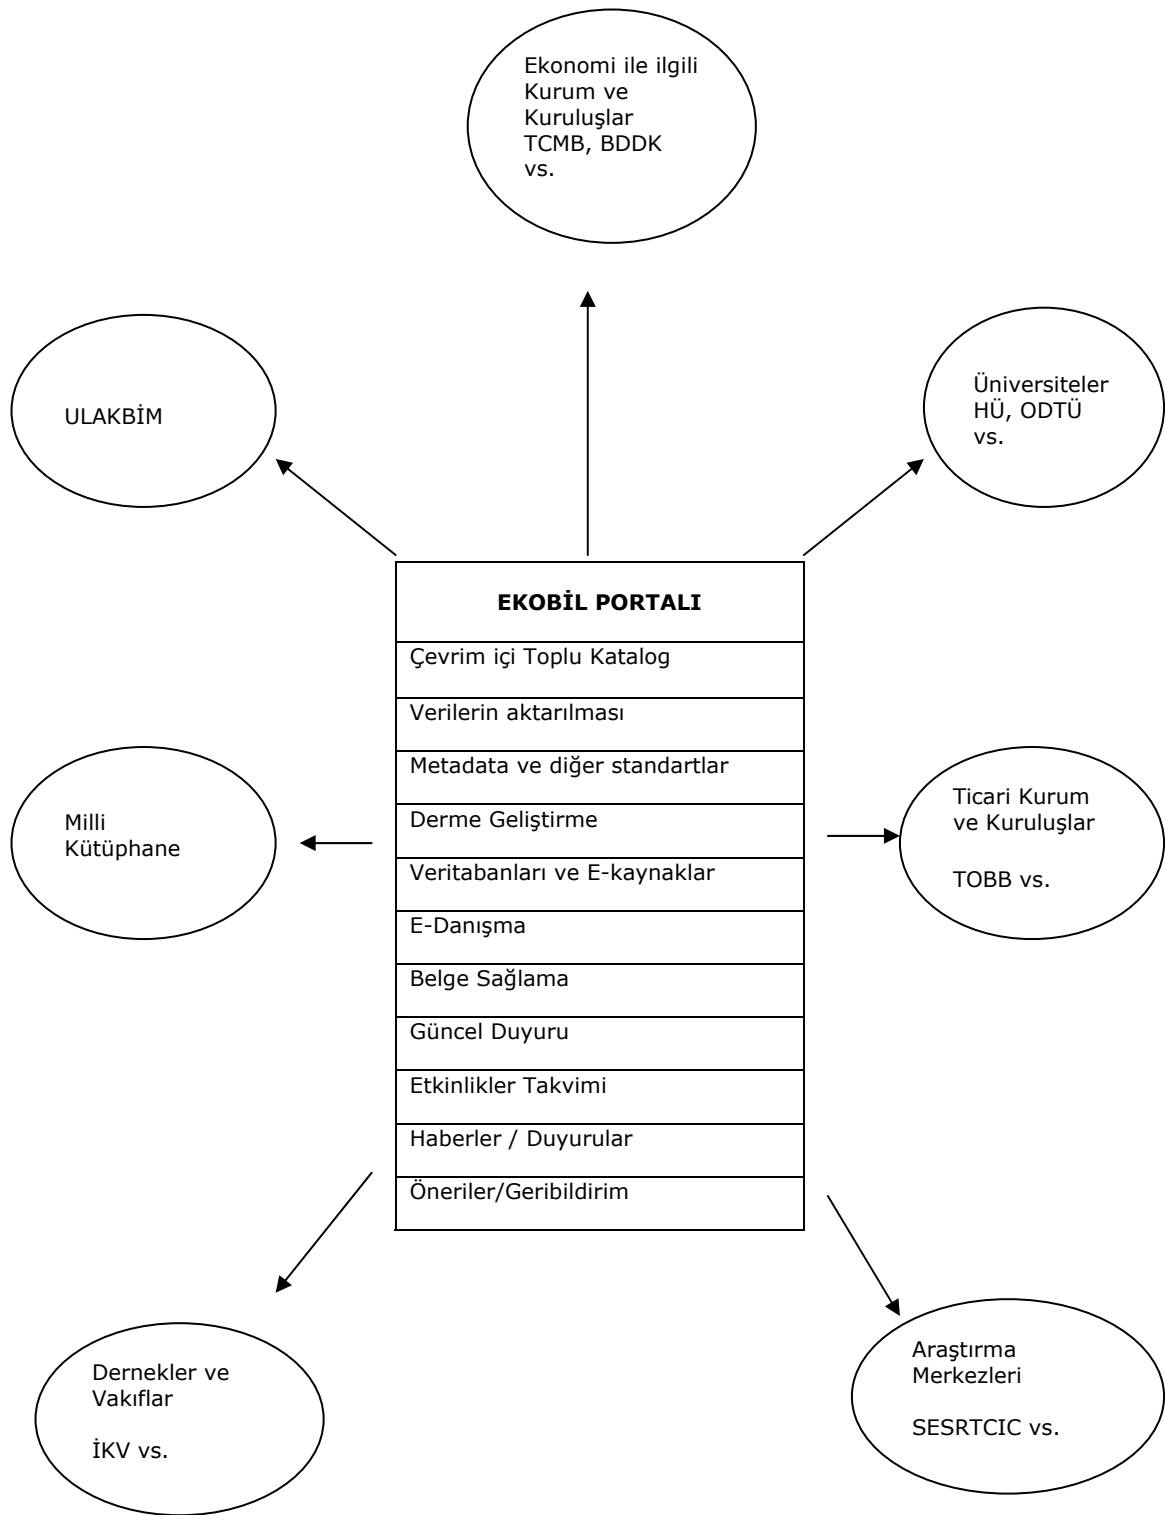 Ekonomi ile ilgili
Kurum ve
Kuruluşlar
TCMB, BDDK
vs.
ULAKBİM
Üniversiteler
HÜ, ODTÜ
vs.
EKOBİL PORTALI
Çevrim içi Toplu Katalog
Verilerin aktarılması
Metadata ve diğer standartlar
Derme Geliştirme
Veritabanları ve E-kaynaklar
E-Danışma
Belge Sağlama
Güncel Duyuru
Etkinlikler Takvimi
Haberler / Duyurular
Öneriler/Geribildirim
Milli
Kütüphane
Ticari Kurum
ve Kuruluşlar
TOBB vs.
Dernekler ve
Vakıflar
İKV vs.
Araştırma
Merkezleri
SESRTCIC vs.